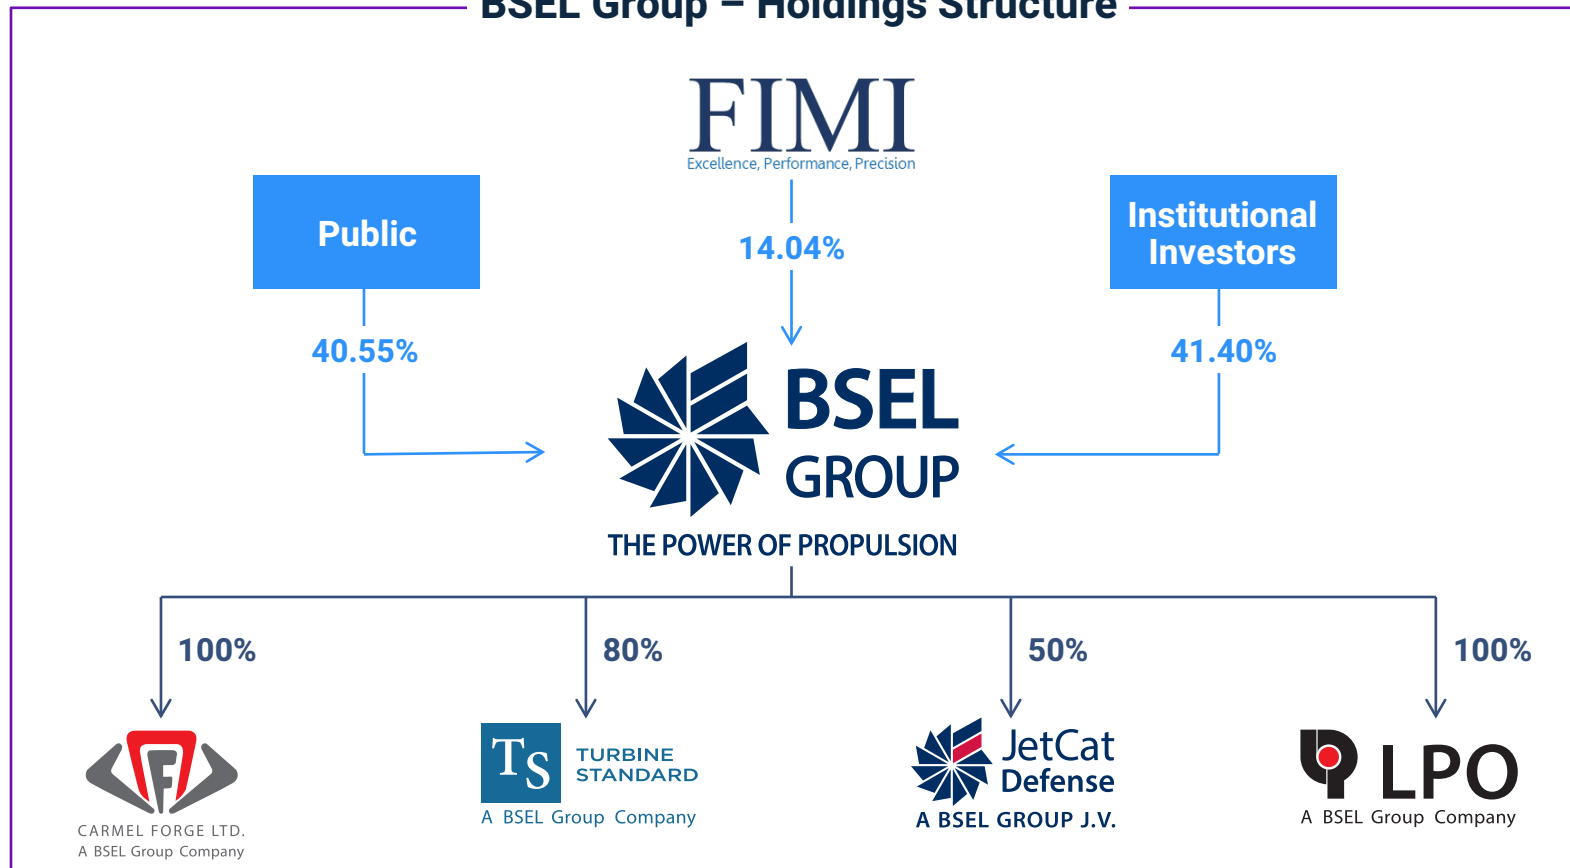 BSEL Group – Holdings Structure
FIMI
Excellence, Performance, Precision
Public
Institutional
Investors
14.04%
40.55%
41.40%
BSEL
GROUP
THE POWER OF PROPULSION
100%
80%
50%
100%
CARMEL FORGE LTD.
A BSEL Group Company
TS
TURBINE
STANDARD
A BSEL Group Company
JetCat
Defense
A BSEL GROUP J.V.
LPO
A BSEL Group Company